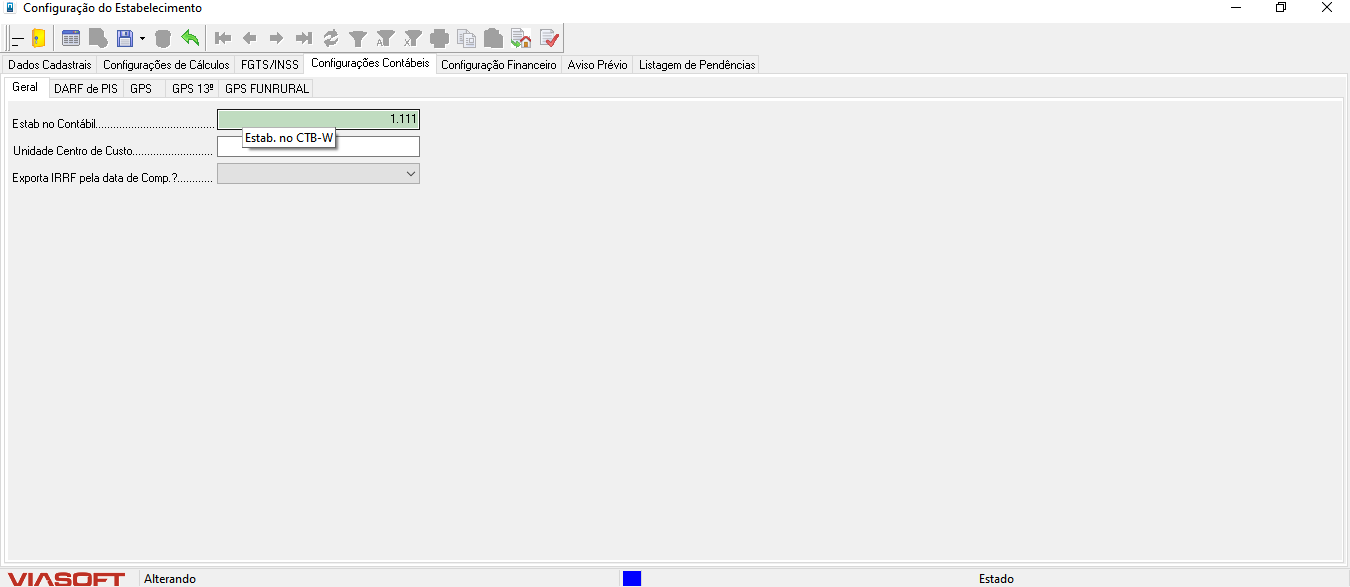 Configuração do Estabelecimento
Dados Cadastrais Configurações de Cálculos FGTS/INSS Configurações Contábeis Configuração Financeiro Aviso Prévio Listagem de Pendências
Geral DARF de PIS GPS GPS 13º GPS FUNRURAL
Estab no Contábil....................................... 1.111
Estab. no CTB-W
Unidade Centro de Custo..........................
Exporta IRRF pela data de Comp.?............
VIASOFT Alterando Estado